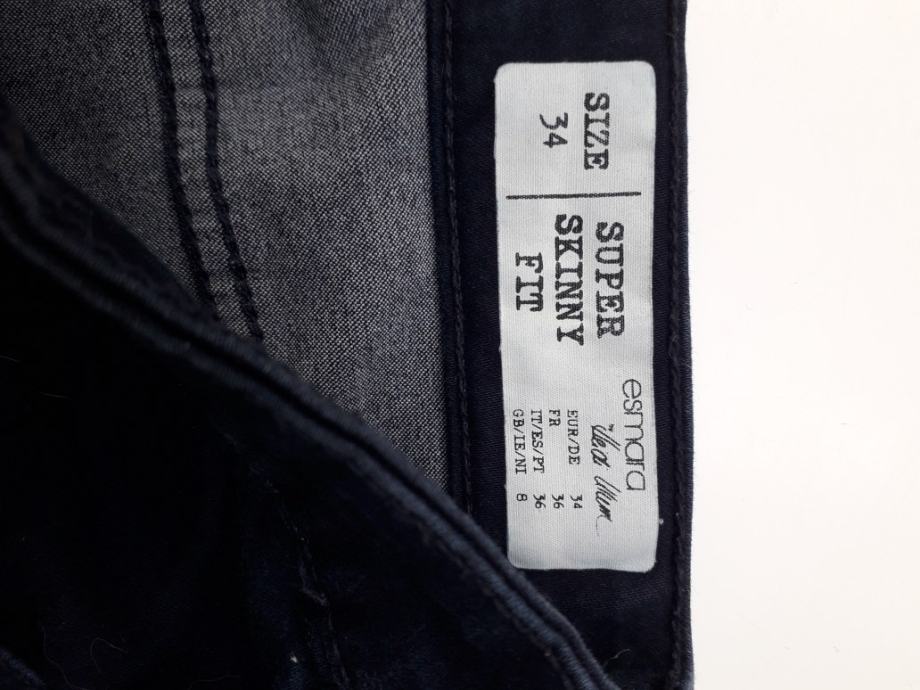 SIZE
34
SUPER
SKINNY
FIT
esmara
EUR/DE 34
FR 36
IT/ES/PT 36
GB/IE/NI 8